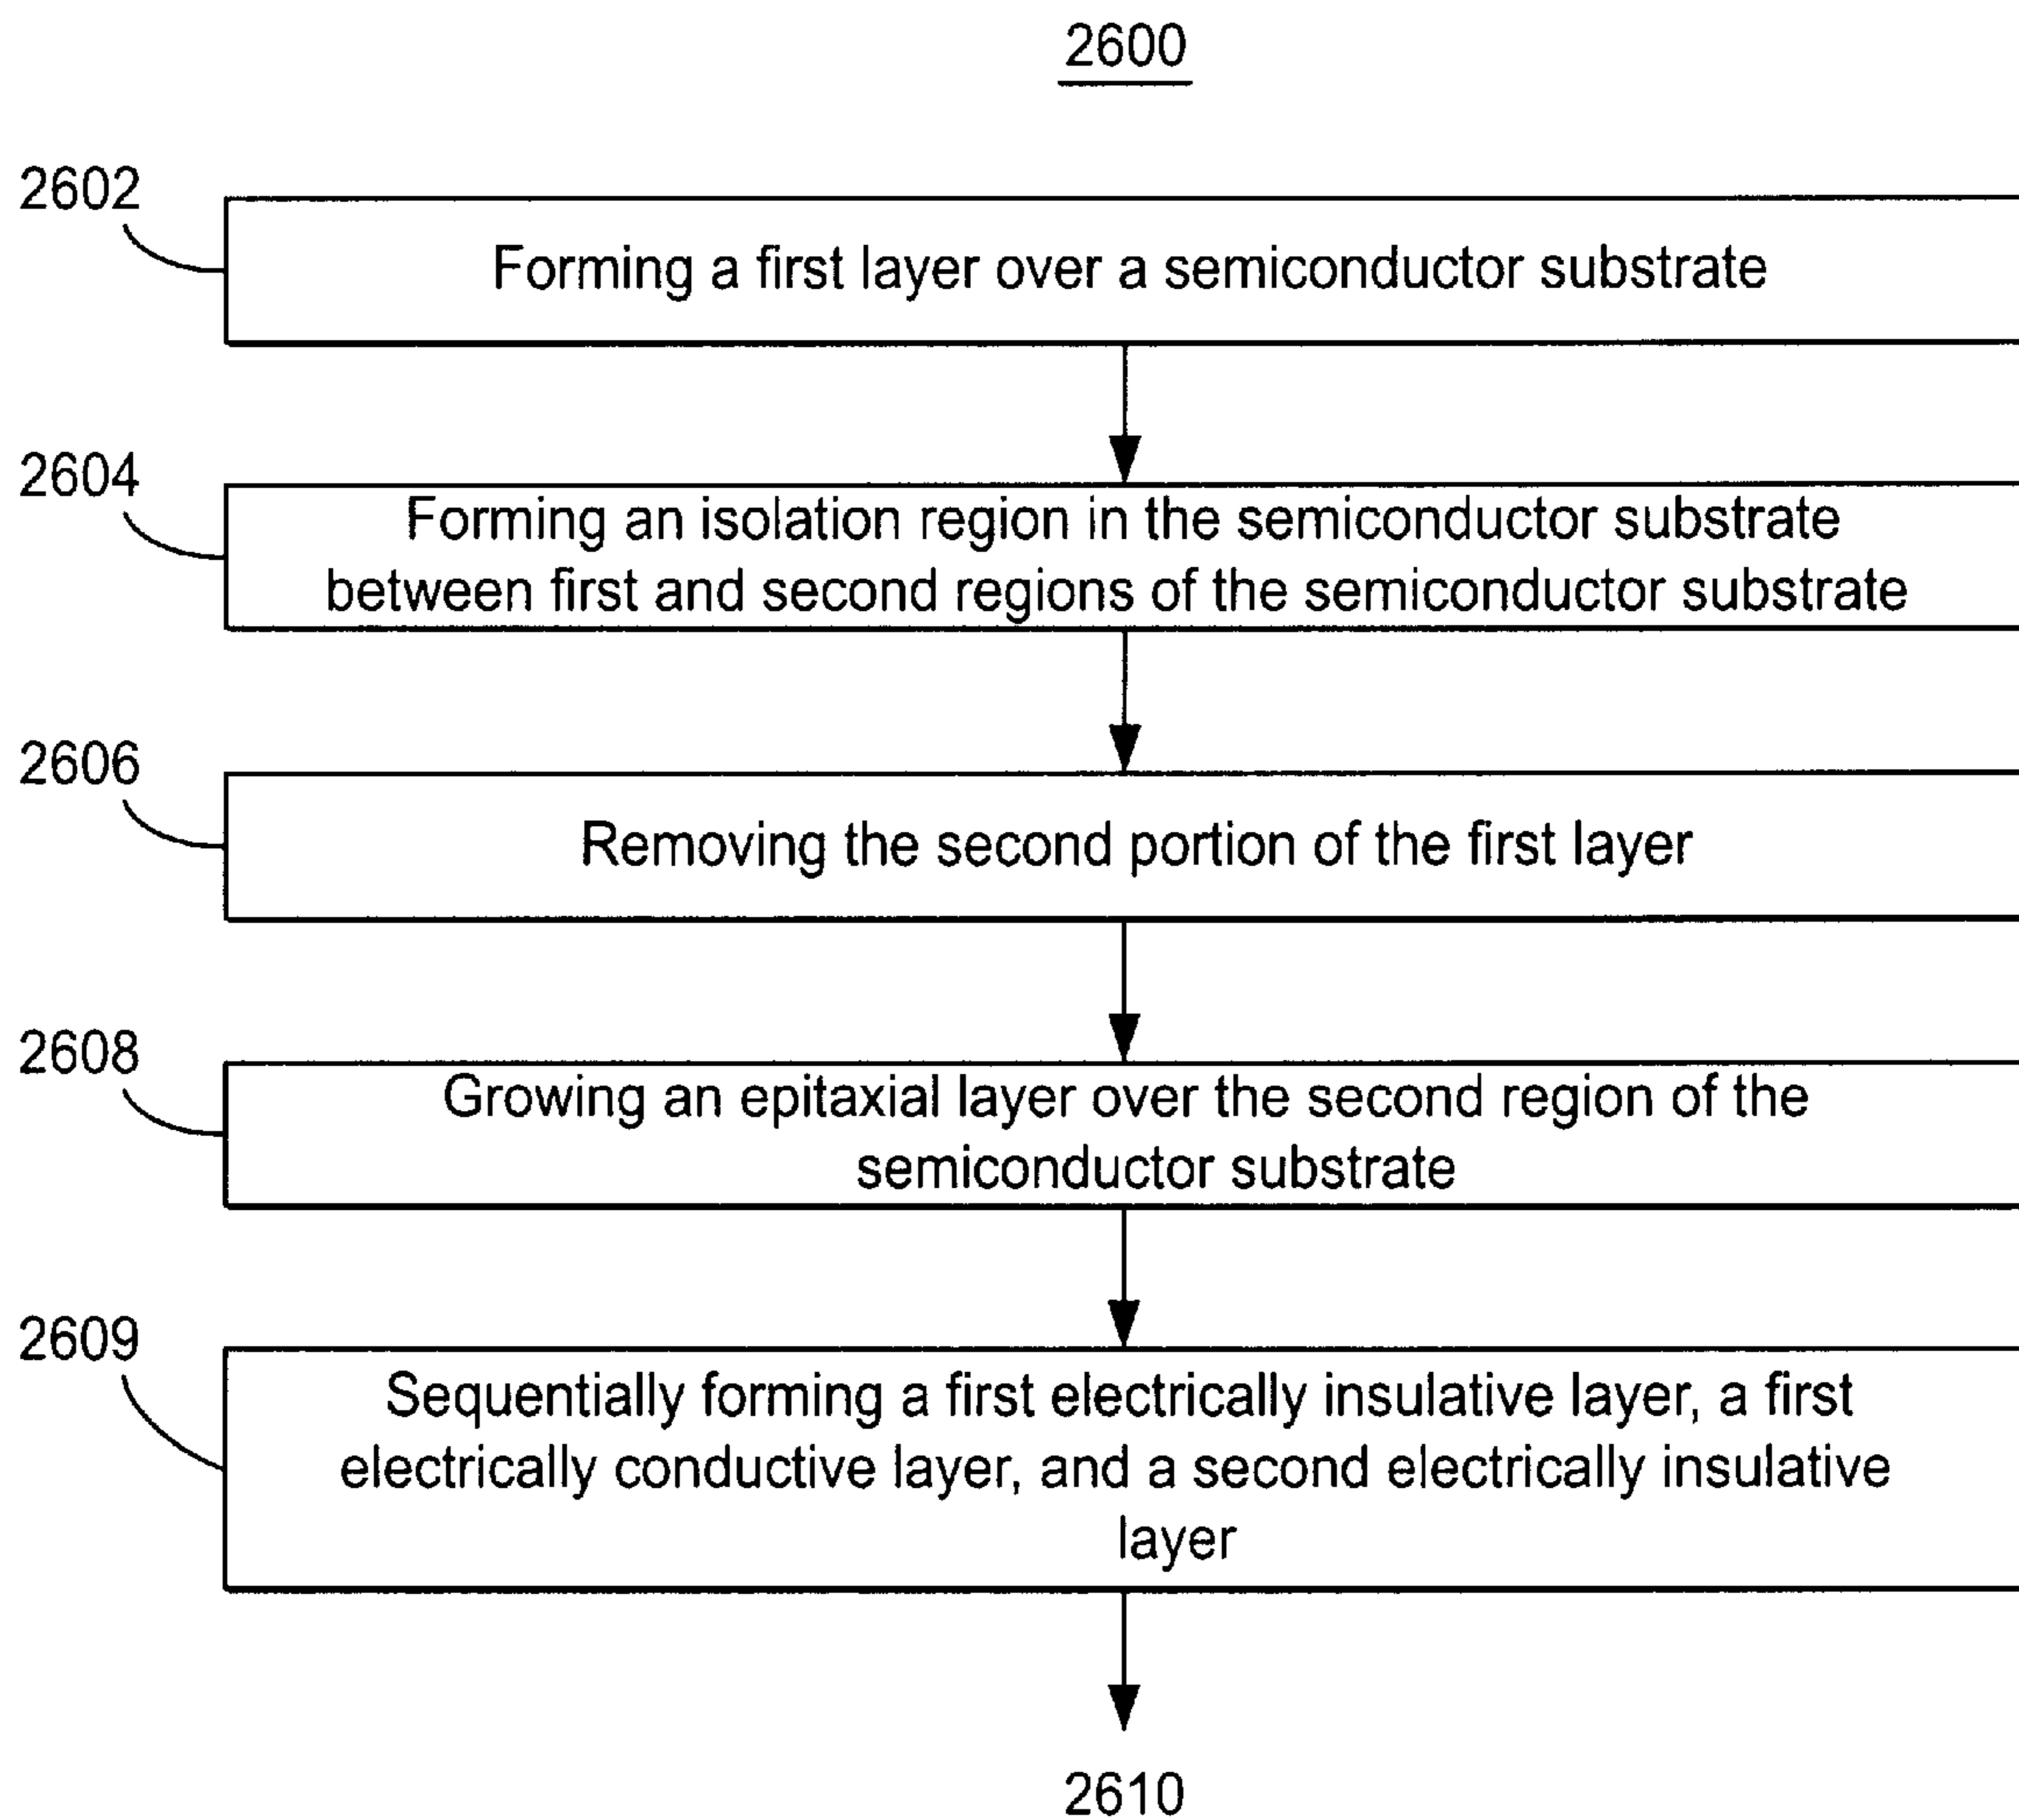 2600
2602
Forming a first layer over a semiconductor substrate
2604
Forming an isolation region in the semiconductor substrate
between first and second regions of the semiconductor substrate
2606
Removing the second portion of the first layer
2608
Growing an epitaxial layer over the second region of the
semiconductor substrate
2609
Sequentially forming a first electrically insulative layer, a first
electrically conductive layer, and a second electrically insulative
layer
2610